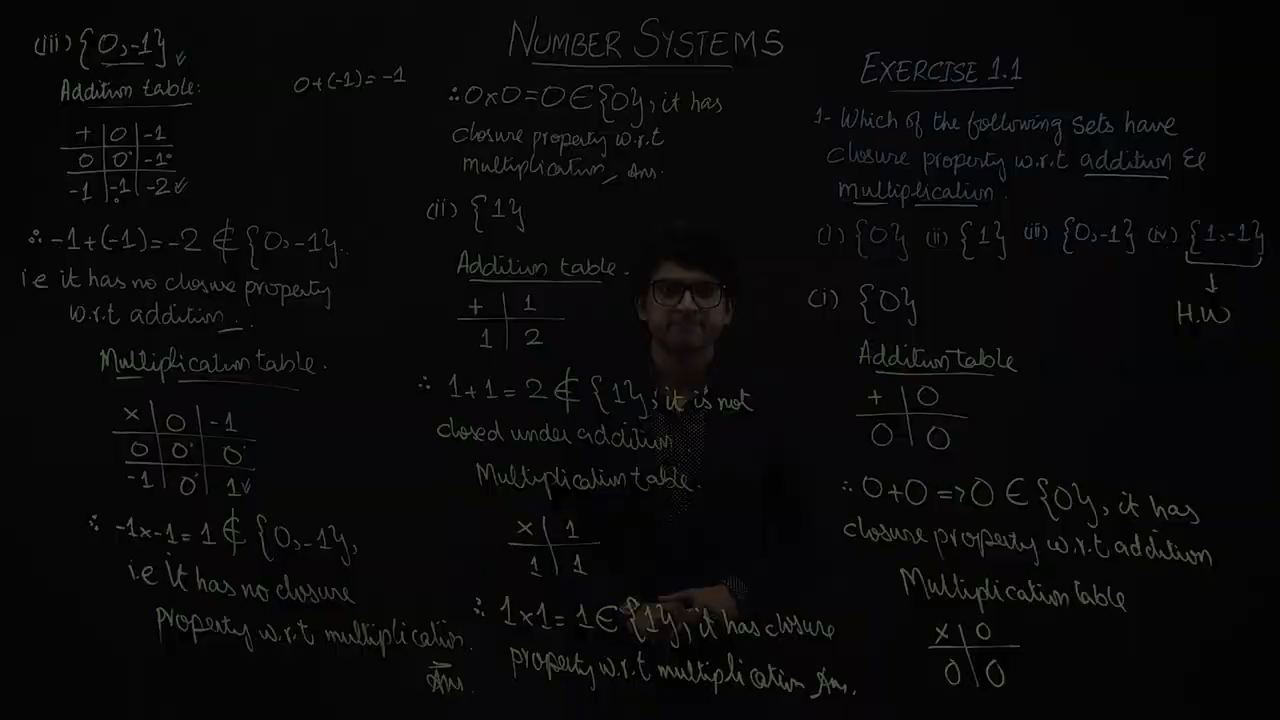 NUMBER SYSTEMS
EXERCISE 1.1
1- Which of the following sets have
closure property w.r.t addition &
multiplication.
(i) {0} (ii) {1} (iii) {0,-1} (iv) {1,-1}
↓
H.W
(i) {0}
Addition table
+ | 0
0 | 0
∵ 0+0 => 0 ∈ {0}, it has
closure property w.r.t addition
Multiplication table
x | 0
0 | 0
∵ 0x0 = 0 ∈ {0}, it has
closure property w.r.t
multiplication Ans.
(ii) {1}
Addition table.
+ | 1
1 | 2
∵ 1+1 = 2 ∉ {1}, it is not
closed under addition
Multiplication table.
x | 1
1 | 1
∵ 1x1 = 1 ∈ {1}, it has closure
property w.r.t multiplication Ans.
(iii) {0,-1}
Addition table:
0+(-1)=-1
+ | 0 | -1
0 | 0 | -1
-1 | -1 | -2
∵ -1+(-1) = -2 ∉ {0,-1}.
i.e it has no closure property
w.r.t addition.
Multiplication table.
x | 0 | -1
0 | 0 | 0
-1 | 0 | 1
∵ -1x-1 = 1 ∉ {0,-1},
i.e it has no closure
property w.r.t multiplication.
Ans.